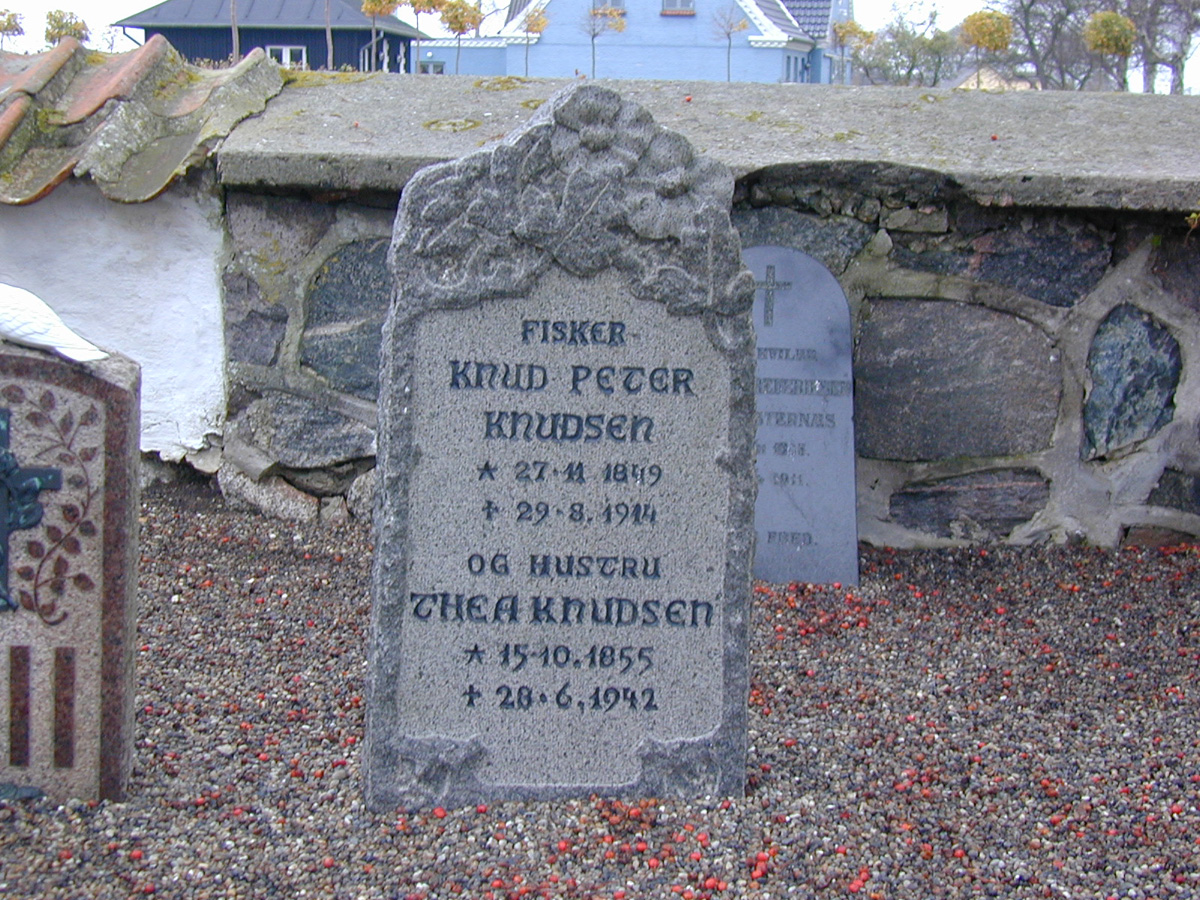 FISKER-
KNUD PETER
KNUDSEN
★ 27·11 1849
✝ 29·8.1914
OG HUSTRU
THEA KNUDSEN
★ 15·10.1855
✝ 28·6.1942
1911.
FRED.